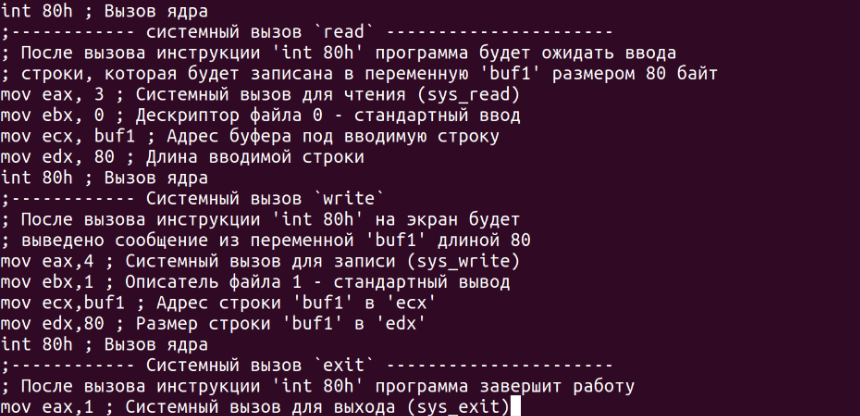 int 80h ; Вызов ядра
;------------ системный вызов `read` ----------------------
; После вызова инструкции 'int 80h' программа будет ожидать ввода
; строки, которая будет записана в переменную 'buf1' размером 80 байт
mov eax, 3 ; Системный вызов для чтения (sys_read)
mov ebx, 0 ; Дескриптор файла 0 - стандартный ввод
mov ecx, buf1 ; Адрес буфера под вводимую строку
mov edx, 80 ; Длина вводимой строки
int 80h ; Вызов ядра
;------------ Системный вызов `write`
; После вызова инструкции 'int 80h' на экран будет
; выведено сообщение из переменной 'buf1' длиной 80
mov eax,4 ; Системный вызов для записи (sys_write)
mov ebx,1 ; Описатель файла 1 - стандартный вывод
mov ecx,buf1 ; Адрес строки 'buf1' в 'ecx'
mov edx,80 ; Размер строки 'buf1' в 'edx'
int 80h ; Вызов ядра
;------------ Системный вызов `exit` ----------------------
; После вызова инструкции 'int 80h' программа завершит работу
mov eax,1 ; Системный вызов для выхода (sys_exit)